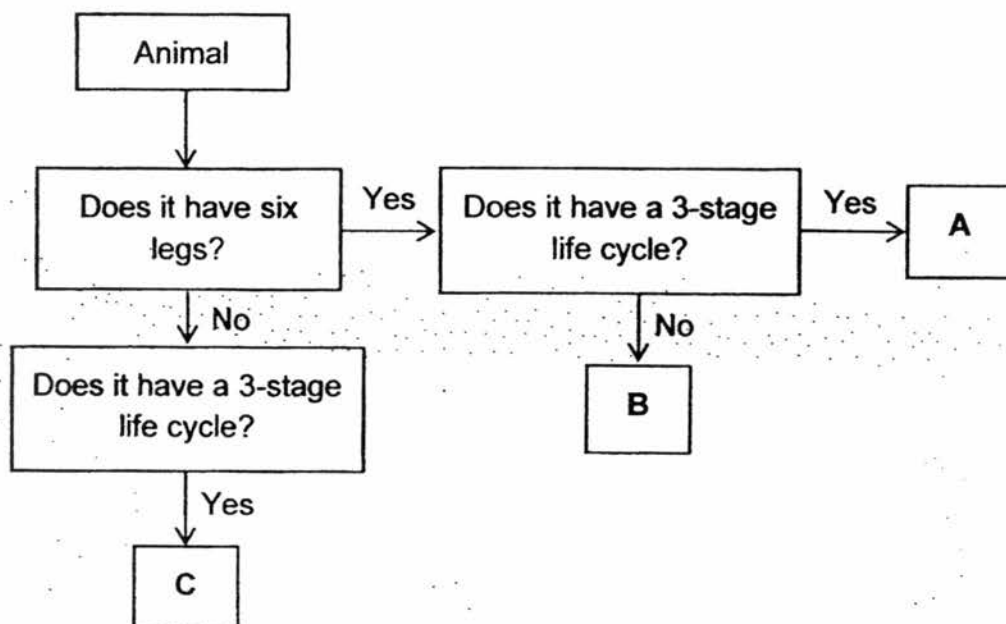 Animal
Does it have six
legs?
Yes
Does it have a 3-stage
life cycle?
Yes
A
No
No
B
Does it have a 3-stage
life cycle?
Yes
C